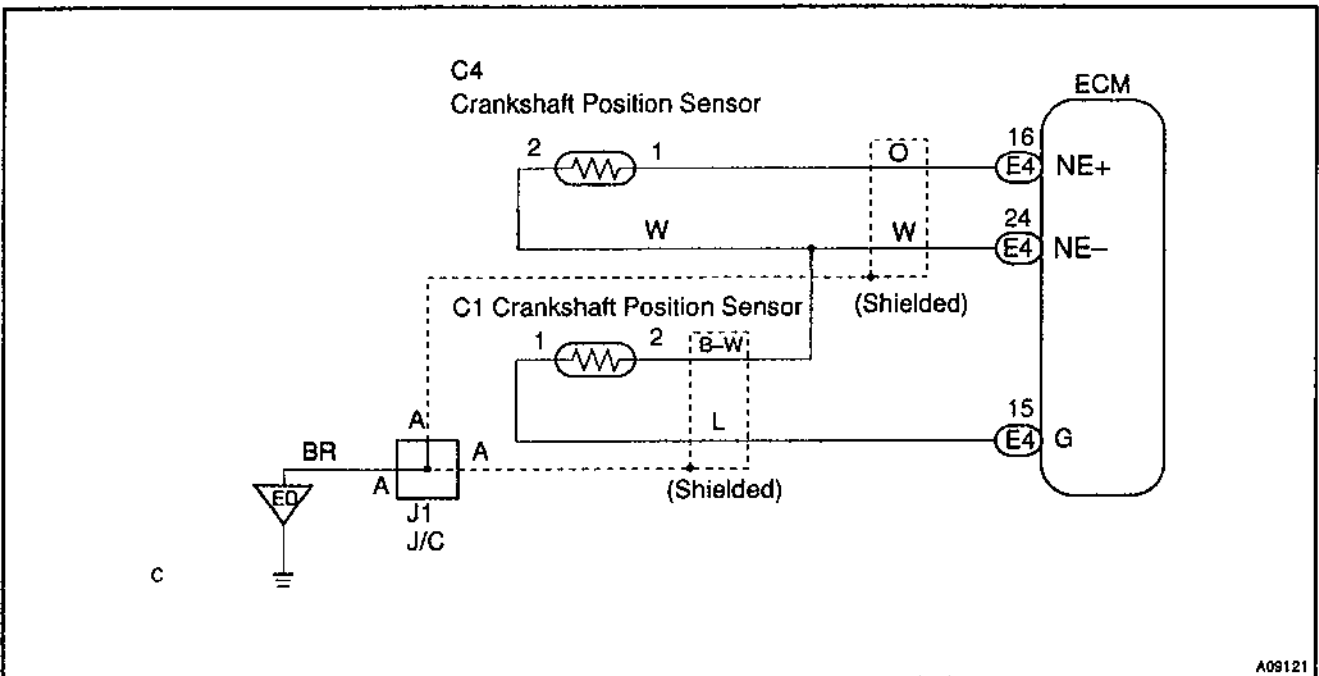 C4
Crankshaft Position Sensor
ECM
2
1
O
16
E4
NE+
W
W
24
E4
NE–
(Shielded)
C1 Crankshaft Position Sensor
1
2
B–W
L
15
E4
G
(Shielded)
A
A
BR
A
ED
J1
J/C
C
A09121